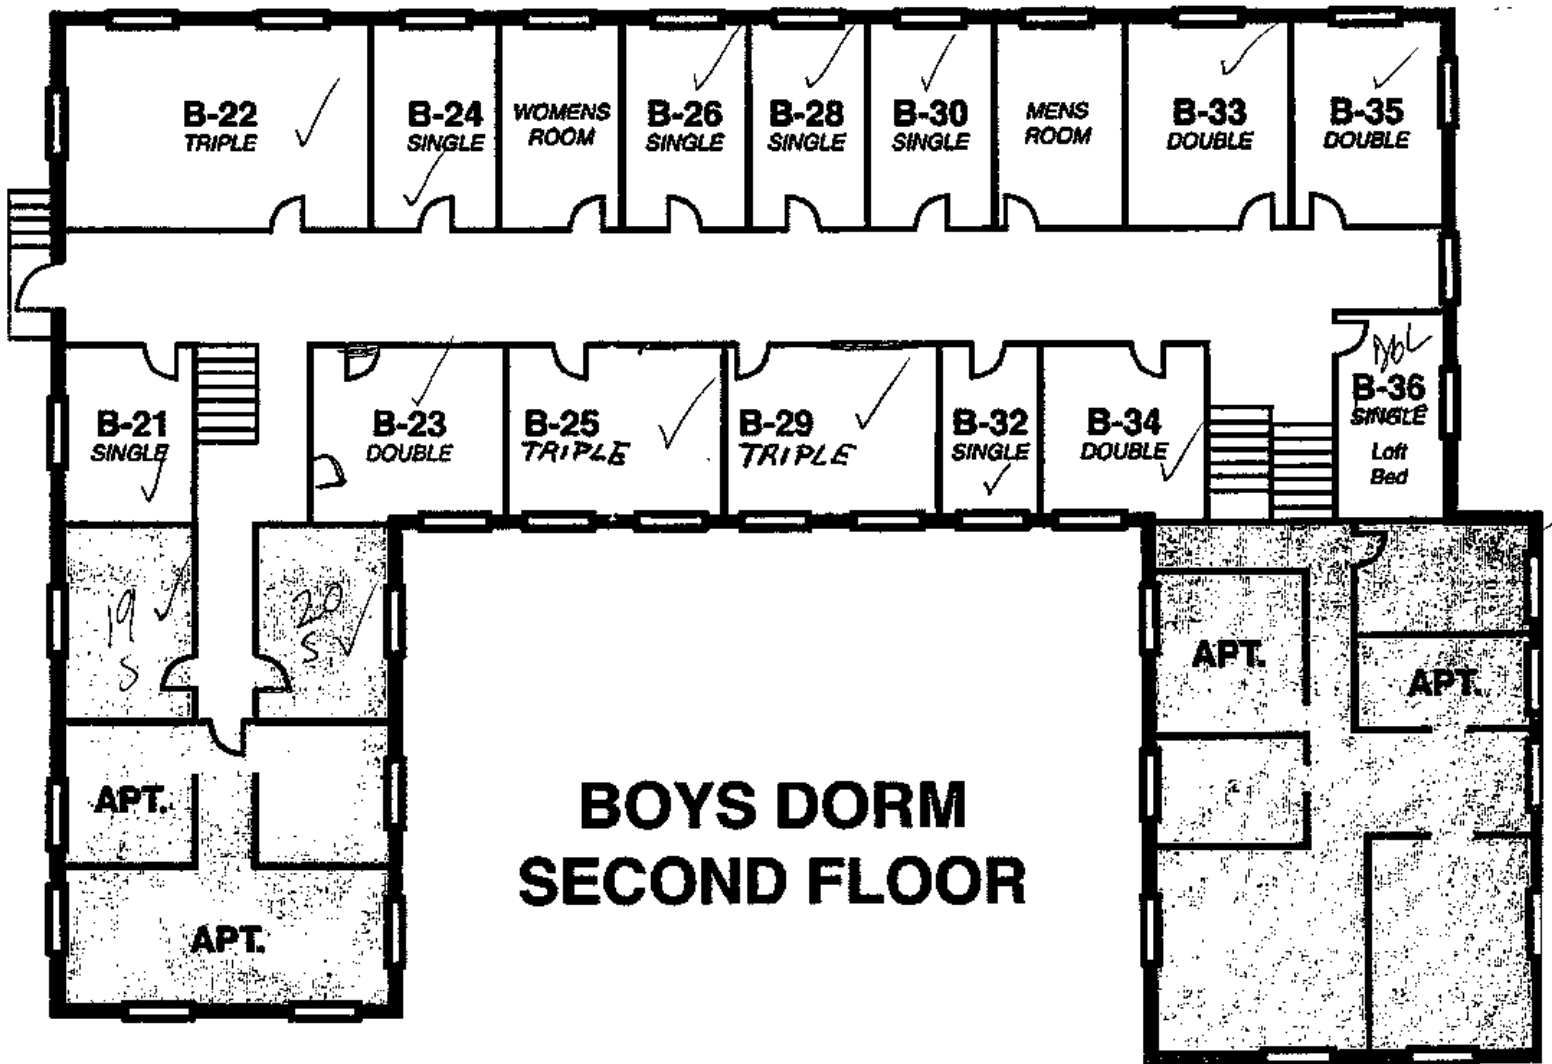 B-22
TRIPLE
B-24
SINGLE
WOMENS
ROOM
B-26
SINGLE
B-28
SINGLE
B-30
SINGLE
MENS
ROOM
B-33
DOUBLE
B-35
DOUBLE
B-21
SINGLE
B-23
DOUBLE
B-25
TRIPLE
B-29
TRIPLE
B-32
SINGLE
B-34
DOUBLE
DbL
B-36
SINGLE
Loft
Bed
19
S
20
S
APT.
APT.
APT.
APT.
BOYS DORM
SECOND FLOOR